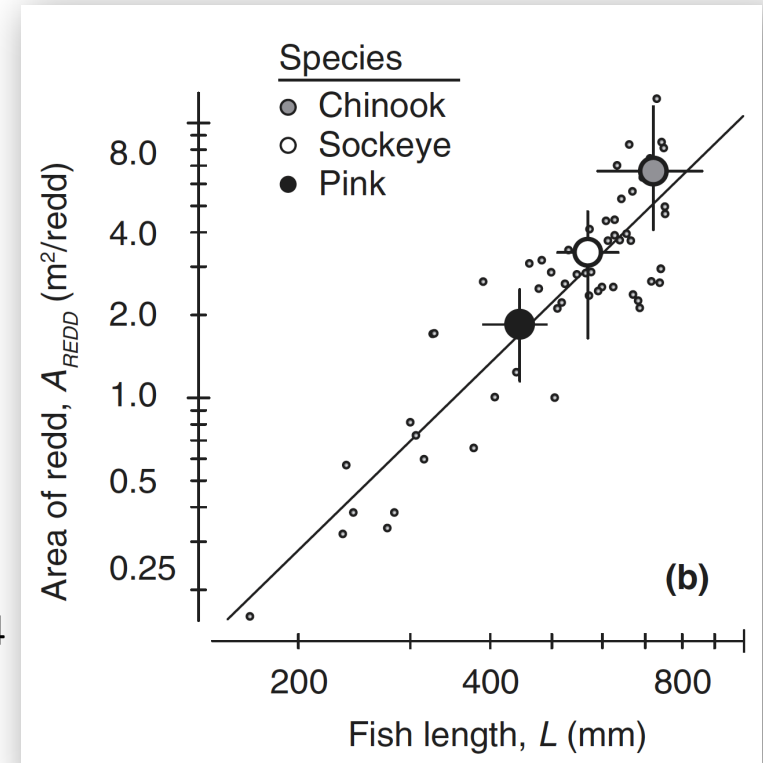 Species
Chinook
Sockeye
Pink
Area of redd, A_REDD (m²/redd)
8.0
4.0
2.0
1.0
0.5
0.25
(b)
200 400 800
Fish length, L (mm)